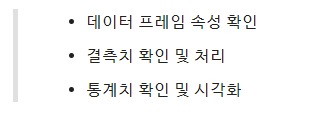 • 데이터 프레임 속성 확인
• 결측치 확인 및 처리
• 통계치 확인 및 시각화